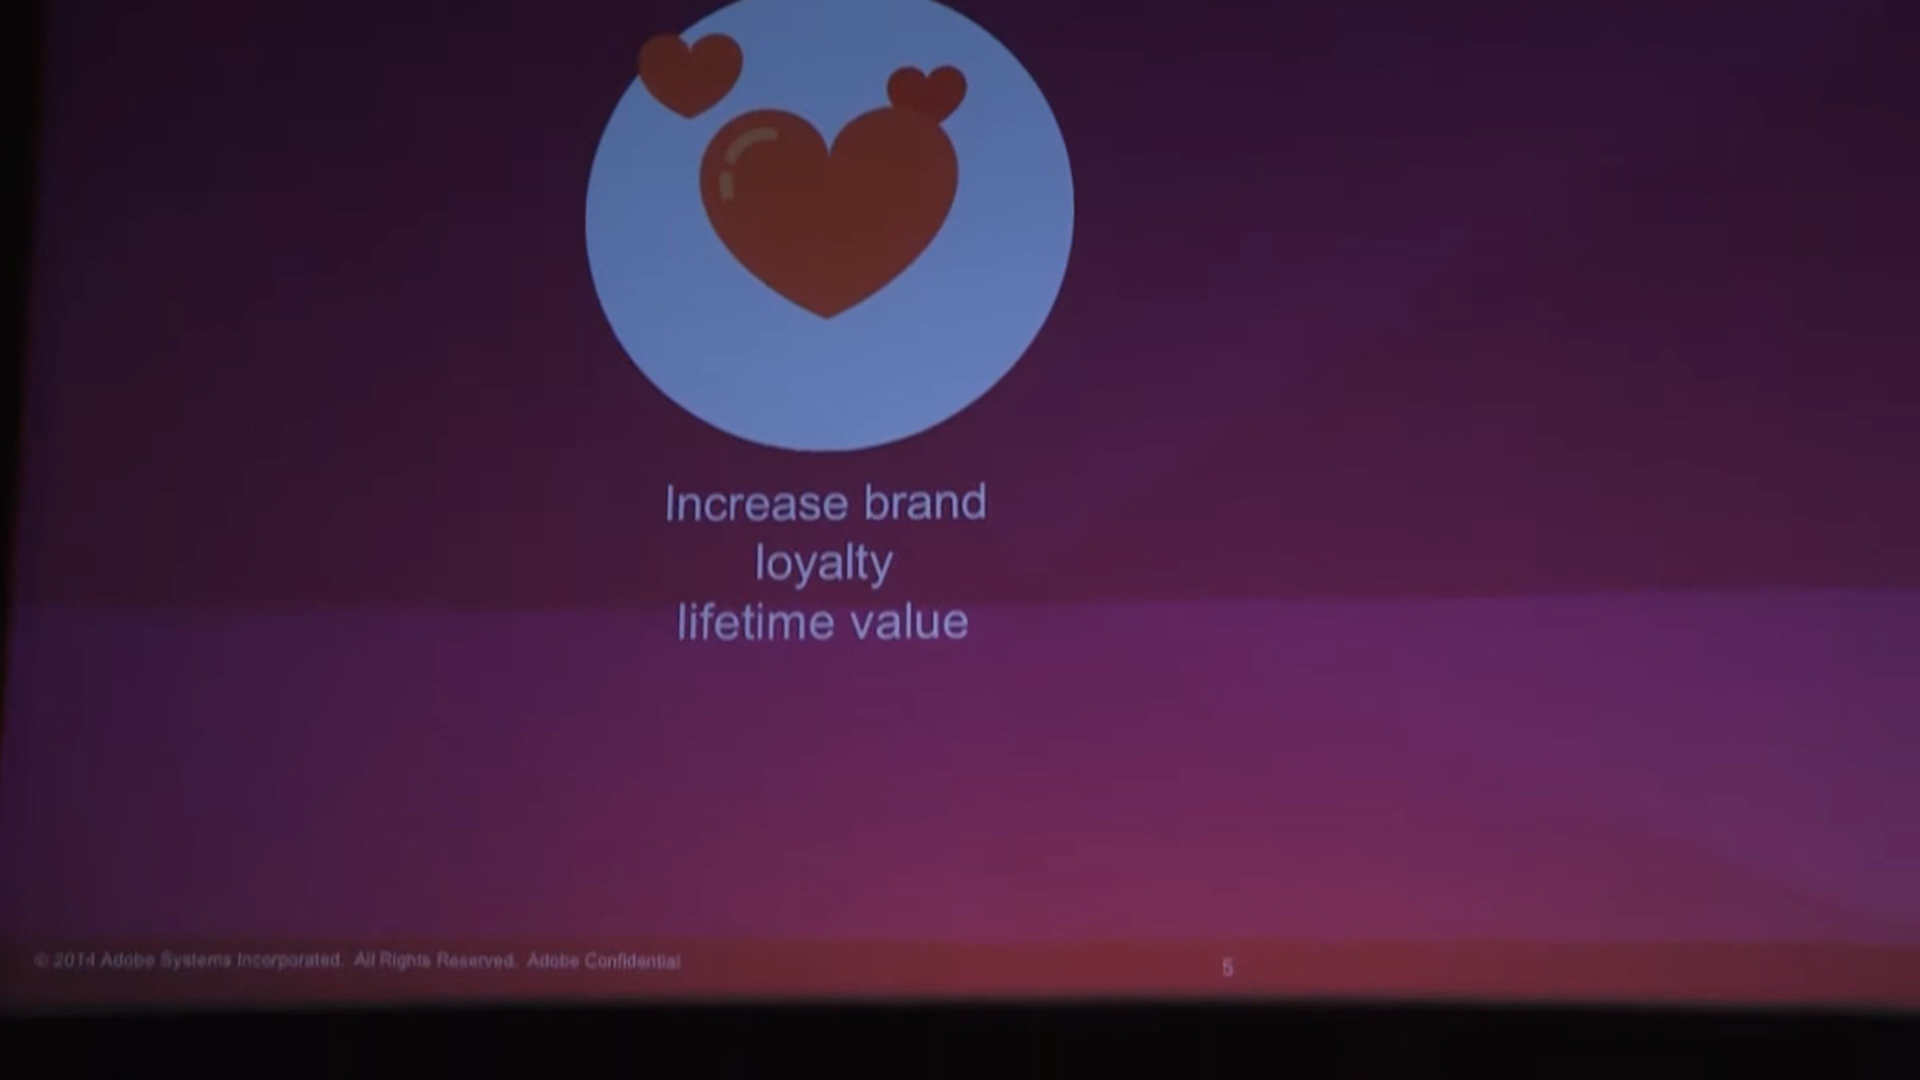 Increase brand
loyalty
lifetime value
© 2014 Adobe Systems Incorporated. All Rights Reserved. Adobe Confidential
5